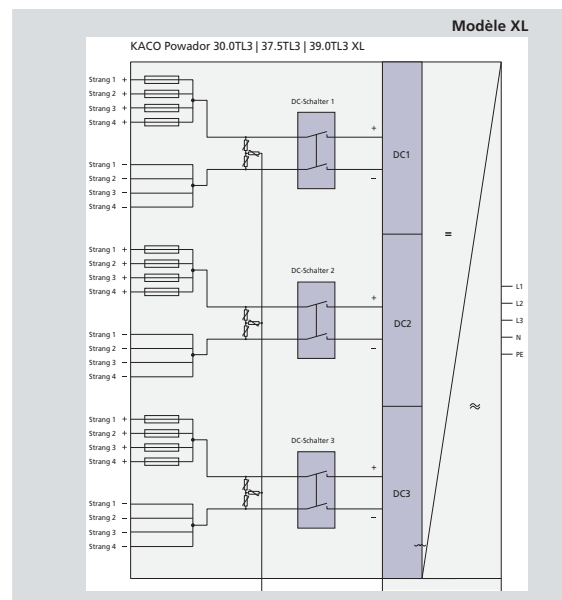 Modèle XL
KACO Powador 30.0TL3 | 37.5TL3 | 39.0TL3 XL
Strang 1 +
Strang 2 +
Strang 3 +
Strang 4 +
DC-Schalter 1
+
DC1
Strang 1 –
Strang 2 –
Strang 3 –
Strang 4 –
–
=
Strang 1 +
Strang 2 +
Strang 3 +
Strang 4 +
DC-Schalter 2
+
DC2
Strang 1 –
Strang 2 –
Strang 3 –
Strang 4 –
–
L1
L2
L3
N
PE
≈
Strang 1 +
Strang 2 +
Strang 3 +
Strang 4 +
DC-Schalter 3
+
DC3
Strang 1 –
Strang 2 –
Strang 3 –
Strang 4 –
–